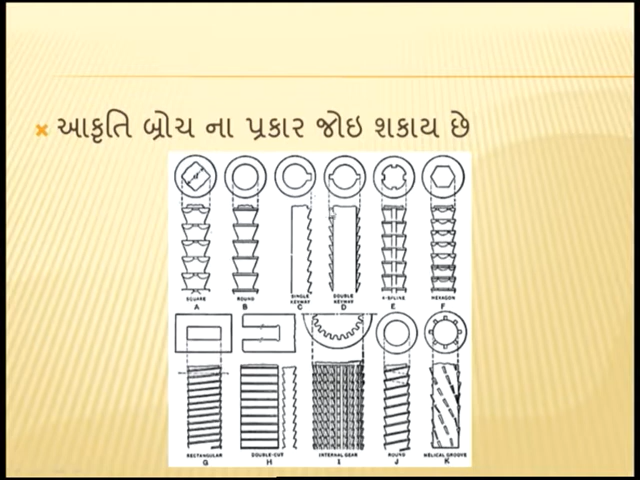 આકૃતિ બ્રોચ ના પ્રકાર જોઇ શકાય છે
SQUARE ROUND SINGLE KEYWAY DOUBLE KEYWAY 4-SPLINE HEXAGON
A B C D E F
RECTANGULAR DOUBLE-CUT INTERNAL GEAR ROUND HELICAL GROOVE
G H I J K